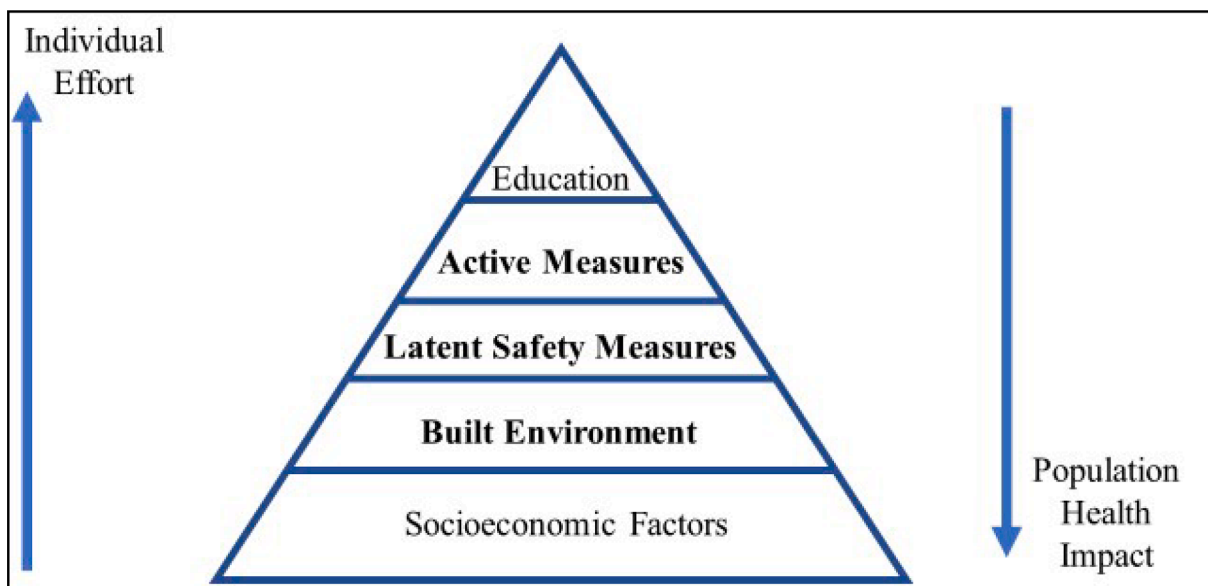 Individual
Effort
Education
Active Measures
Latent Safety Measures
Built Environment
Socioeconomic Factors
Population
Health
Impact